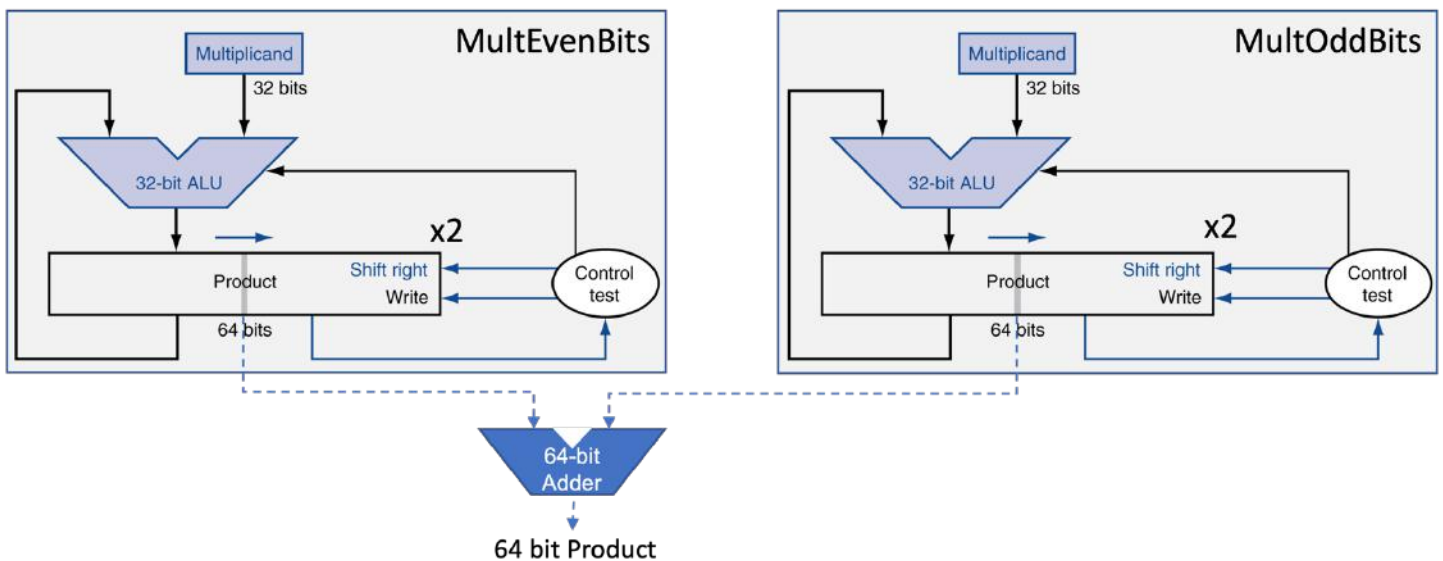 MultEvenBits
Multiplicand
32 bits
32-bit ALU
x2
Product
Shift right
Write
64 bits
Control
test
MultOddBits
Multiplicand
32 bits
32-bit ALU
x2
Product
Shift right
Write
64 bits
Control
test
64-bit
Adder
64 bit Product